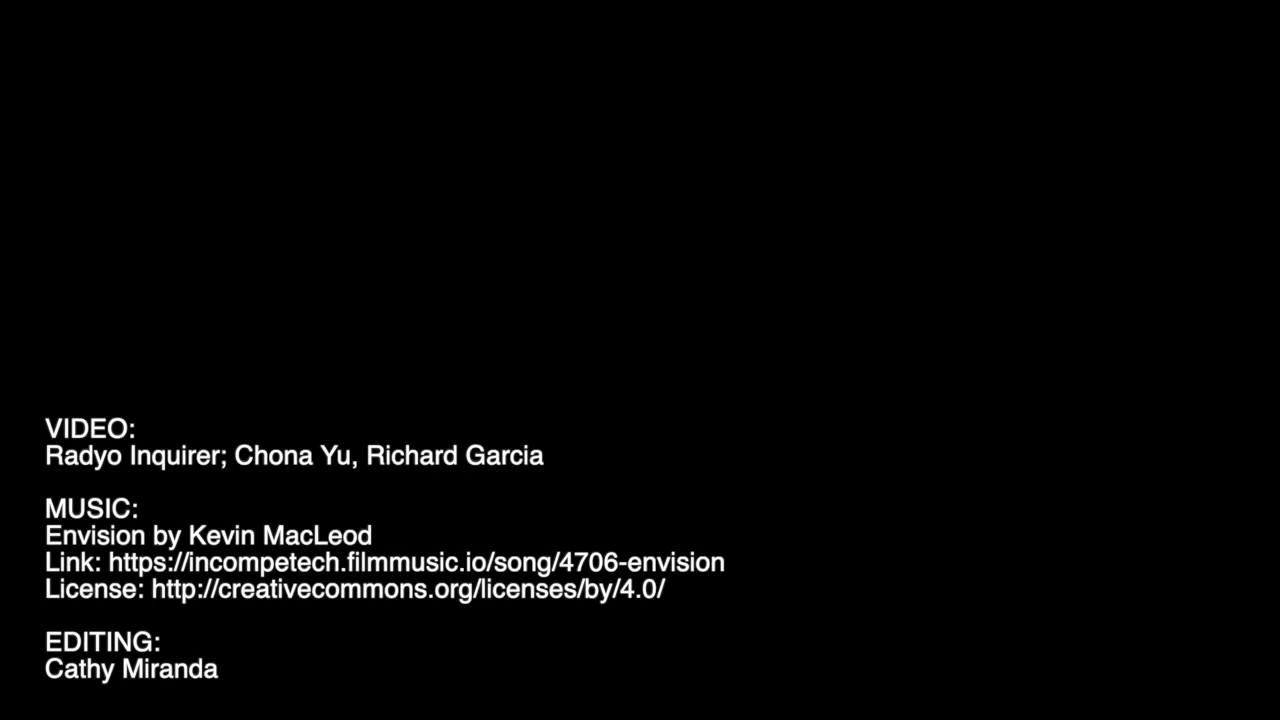 VIDEO:
Radyo Inquirer; Chona Yu, Richard Garcia
MUSIC:
Envision by Kevin MacLeod
Link: https://incompetech.filmmusic.io/song/4706-envision
License: http://creativecommons.org/licenses/by/4.0/
EDITING:
Cathy Miranda